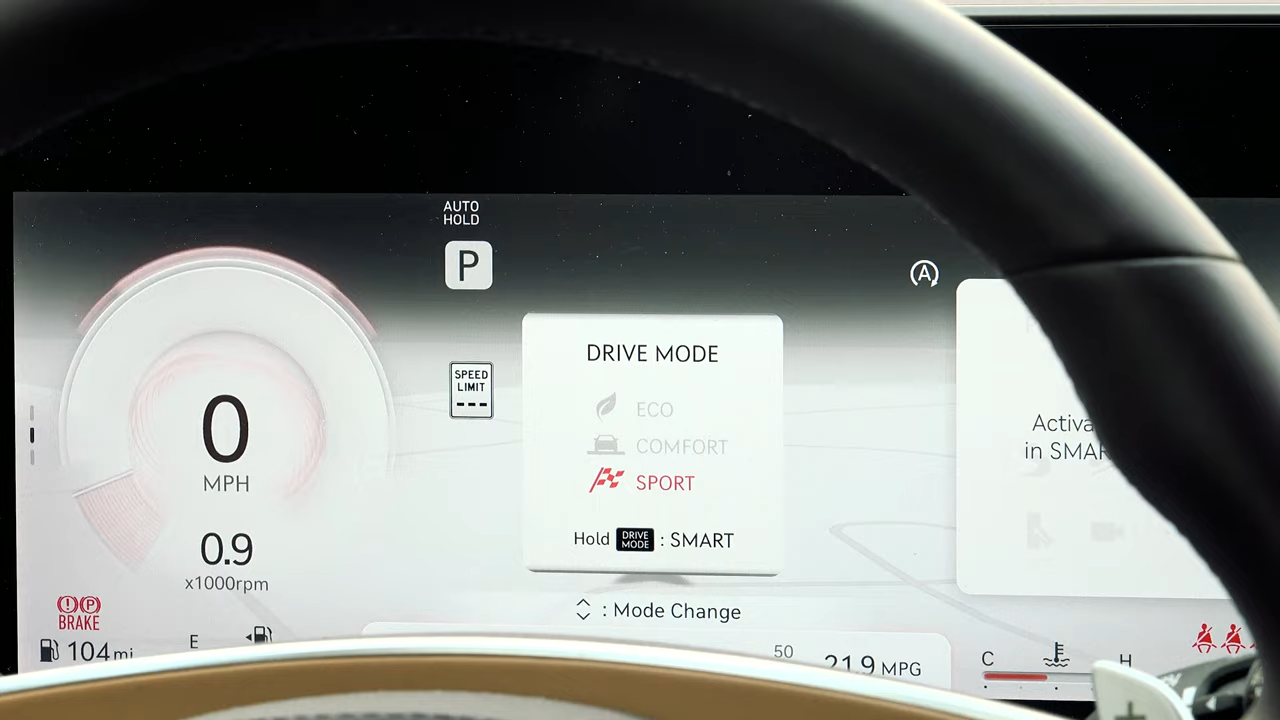 AUTO
HOLD
P
A
SPEED
LIMIT
---
DRIVE MODE
ECO
COMFORT
SPORT
Hold DRIVE MODE : SMART
: Mode Change
0
MPH
0.9
x1000rpm
P
BRAKE
104mi
E
50
21.9 MPG
in
C
H
+